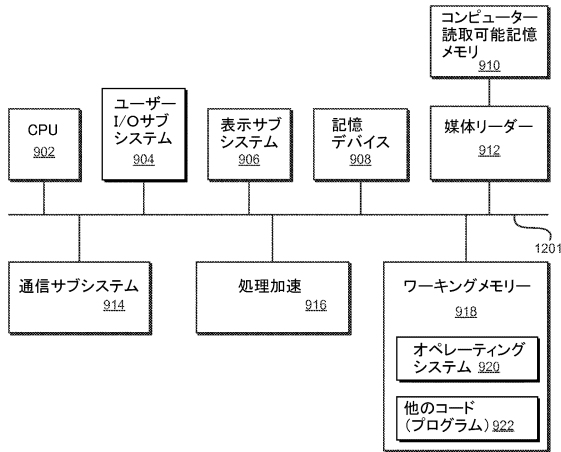 コンピューター
読取可能記憶
メモリ
910
CPU
902
ユーザー
I/Oサブ
システム
904
表示サブ
システム
906
記憶
デバイス
908
媒体リーダー
912
1201
通信サブシステム
914
処理加速
916
ワーキングメモリー
918
オペレーティング
システム 920
他のコード
(プログラム) 922